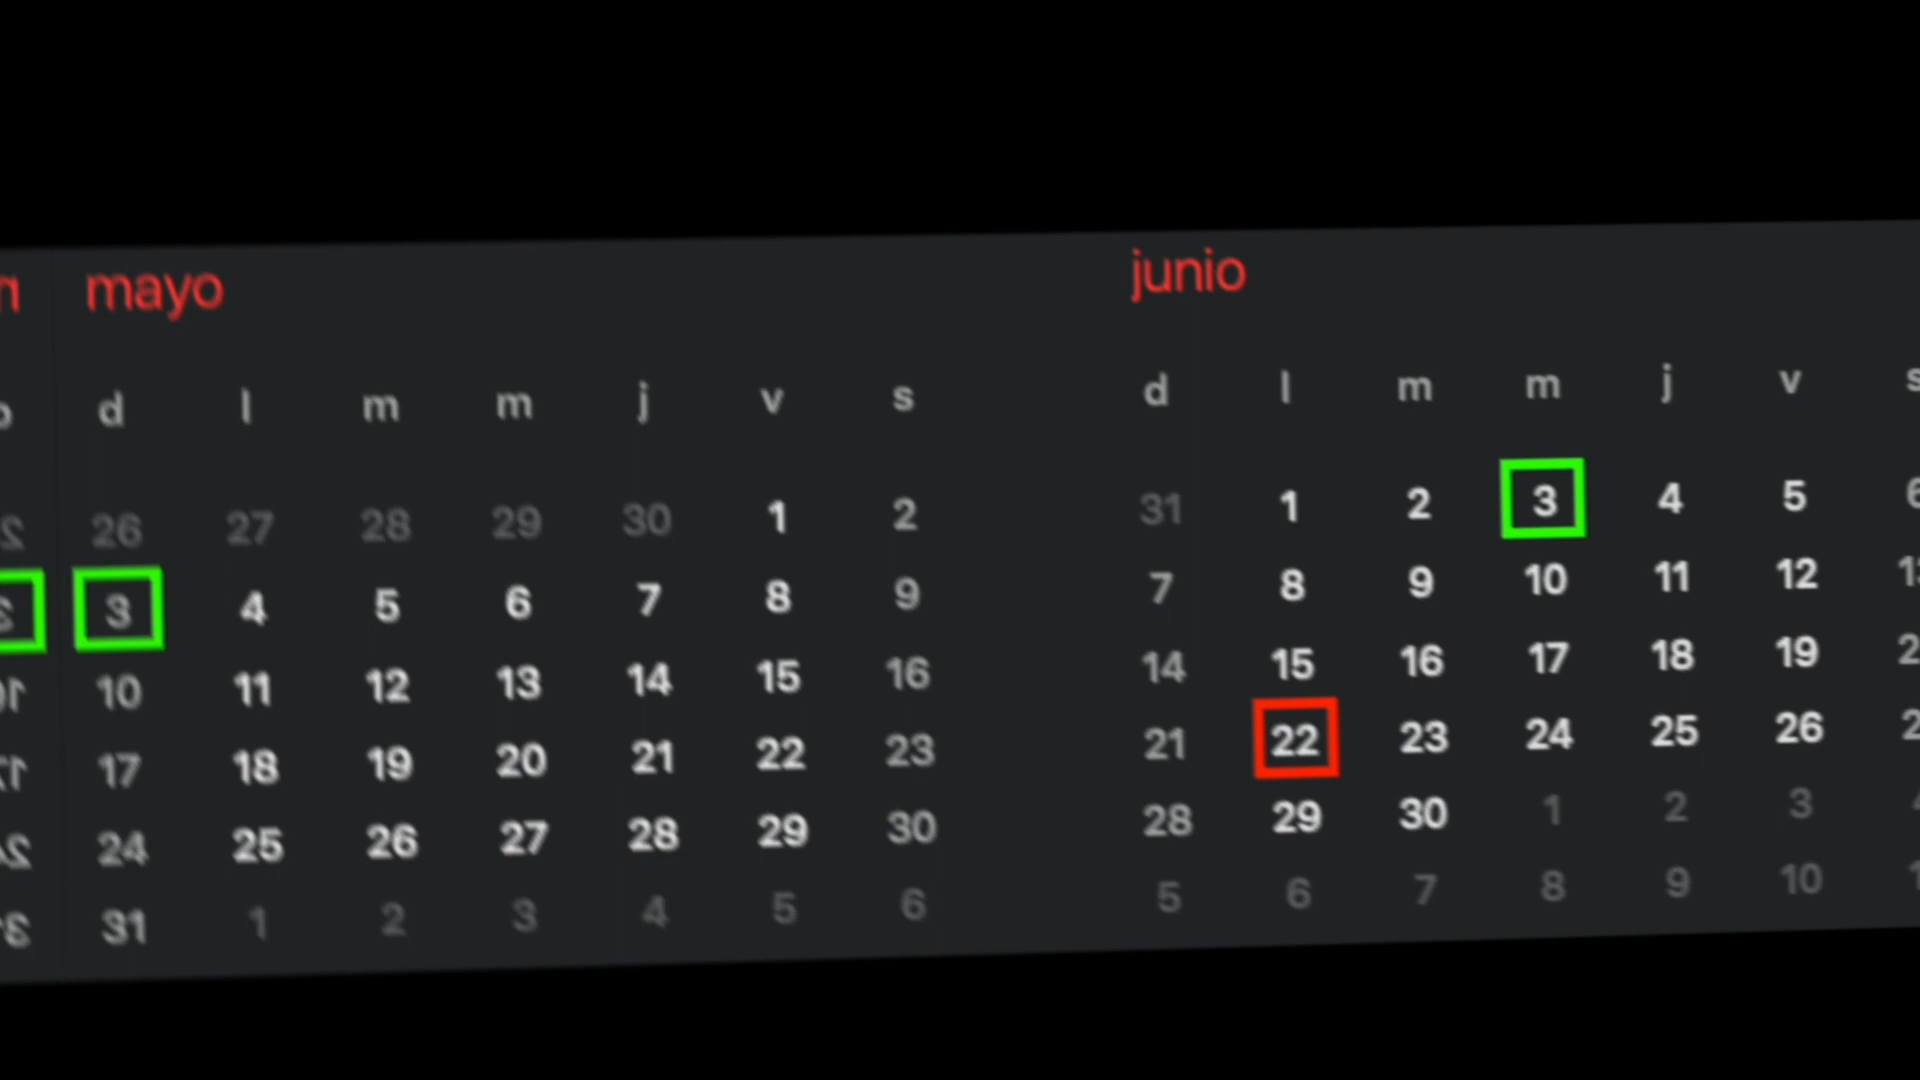 mayo
d l m m j v s
26 27 28 29 30 1 2
3 4 5 6 7 8 9
10 11 12 13 14 15 16
17 18 19 20 21 22 23
24 25 26 27 28 29 30
31 1 2 3 4 5 6
junio
d l m m j v s
31 1 2 3 4 5
7 8 9 10 11 12
14 15 16 17 18 19
21 22 23 24 25 26
28 29 30 1 2 3
5 6 7 8 9 10